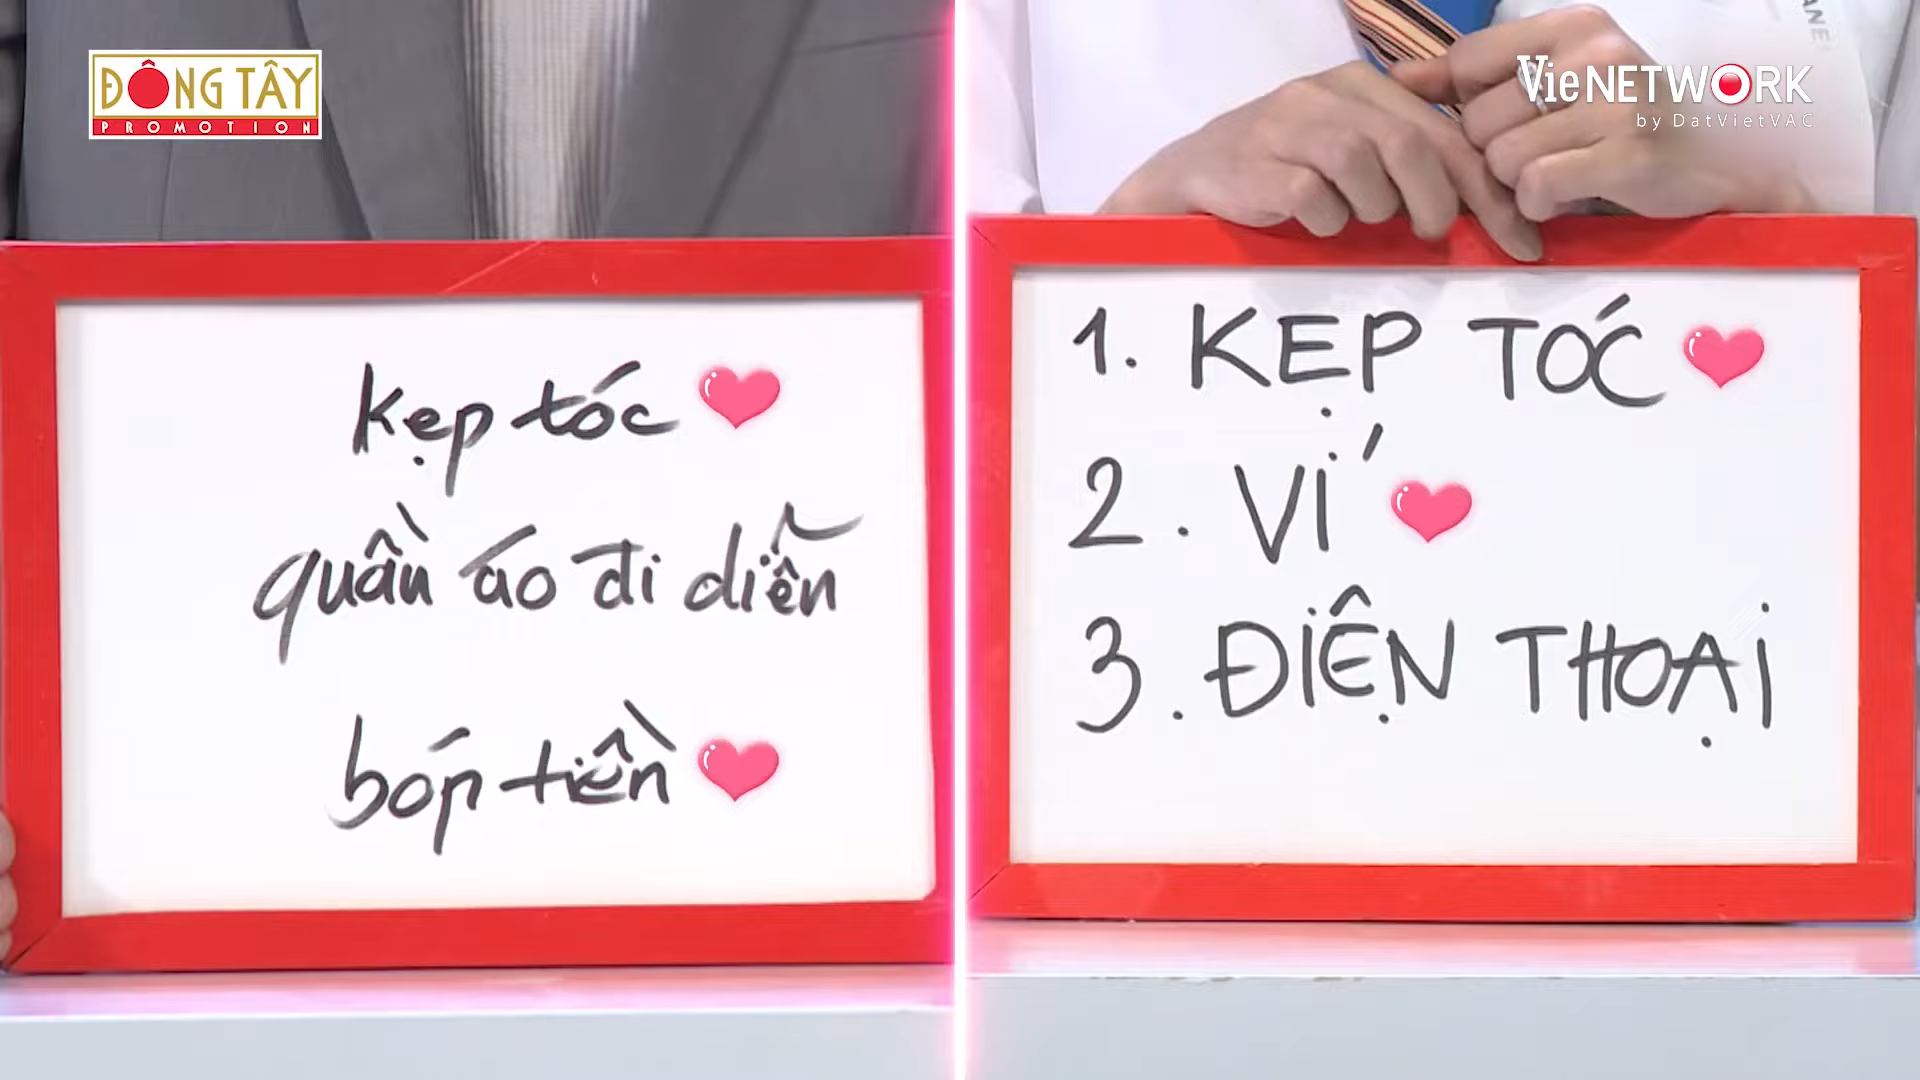 ĐÔNG TÂY
PROMOTION
VieNETWORK
by DatVietVAC
kẹp tóc
quần áo đi diễn
bóp tiền
1. KẸP TÓC
2. VÍ
3. ĐIỆN THOẠI